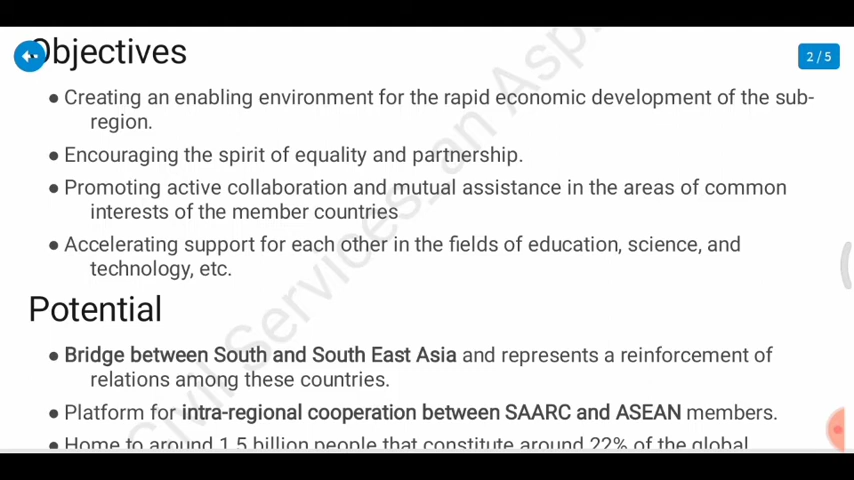 Objectives
2 / 5
● Creating an enabling environment for the rapid economic development of the sub-
region.
● Encouraging the spirit of equality and partnership.
● Promoting active collaboration and mutual assistance in the areas of common
interests of the member countries
● Accelerating support for each other in the fields of education, science, and
technology, etc.
Potential
● Bridge between South and South East Asia and represents a reinforcement of
relations among these countries.
● Platform for intra-regional cooperation between SAARC and ASEAN members.
● Home to around 1.5 billion people that constitute around 22% of the global
Civil Services_an Aspi